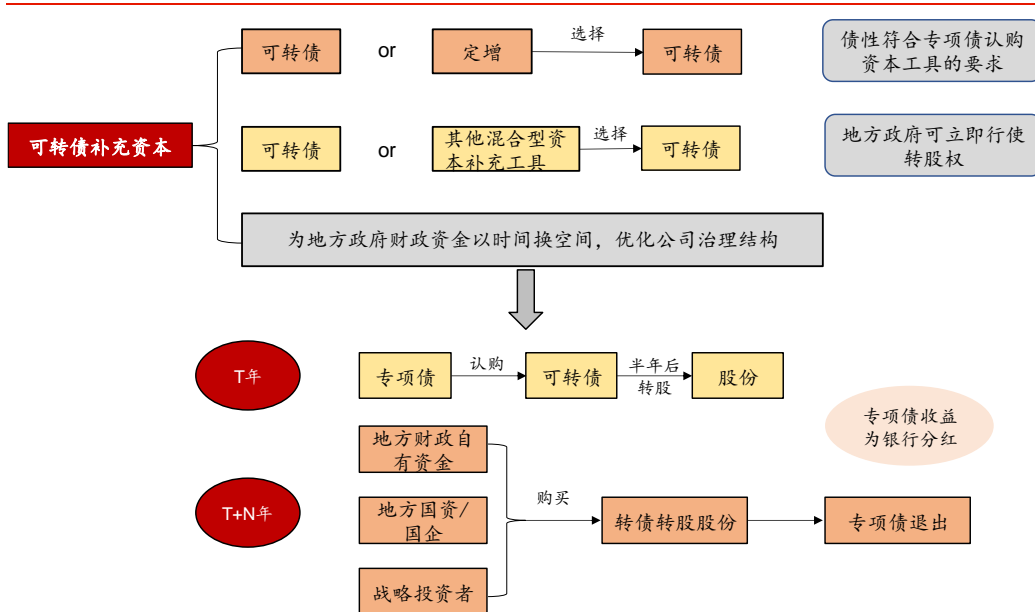 可转债
or
定增
选择
可转债
债性符合专项债认购
资本工具的要求
可转债补充资本
可转债
or
其他混合型资
本补充工具
选择
可转债
地方政府可立即行使
转股权
为地方政府财政资金以时间换空间，优化公司治理结构
T年
专项债
认购
可转债
半年后
转股
股份
专项债收益
为银行分红
地方财政自
有资金
T+N年
地方国资/
国企
购买
转债转股股份
专项债退出
战略投资者